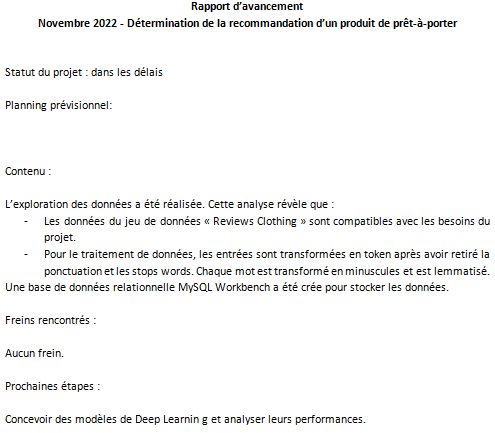 Rapport d’avancement
Novembre 2022 - Détermination de la recommandation d’un produit de prêt-à-porter
Statut du projet : dans les délais
Planning prévisionnel:
Contenu :
L’exploration des données a été réalisée. Cette analyse révèle que :
- Les données du jeu de données « Reviews Clothing » sont compatibles avec les besoins du
projet.
- Pour le traitement de données, les entrées sont transformées en token après avoir retiré la
ponctuation et les stops words. Chaque mot est transformé en minuscules et est lemmatisé.
Une base de données relationnelle MySQL Workbench a été crée pour stocker les données.
Freins rencontrés :
Aucun frein.
Prochaines étapes :
Concevoir des modèles de Deep Learnin g et analyser leurs performances.